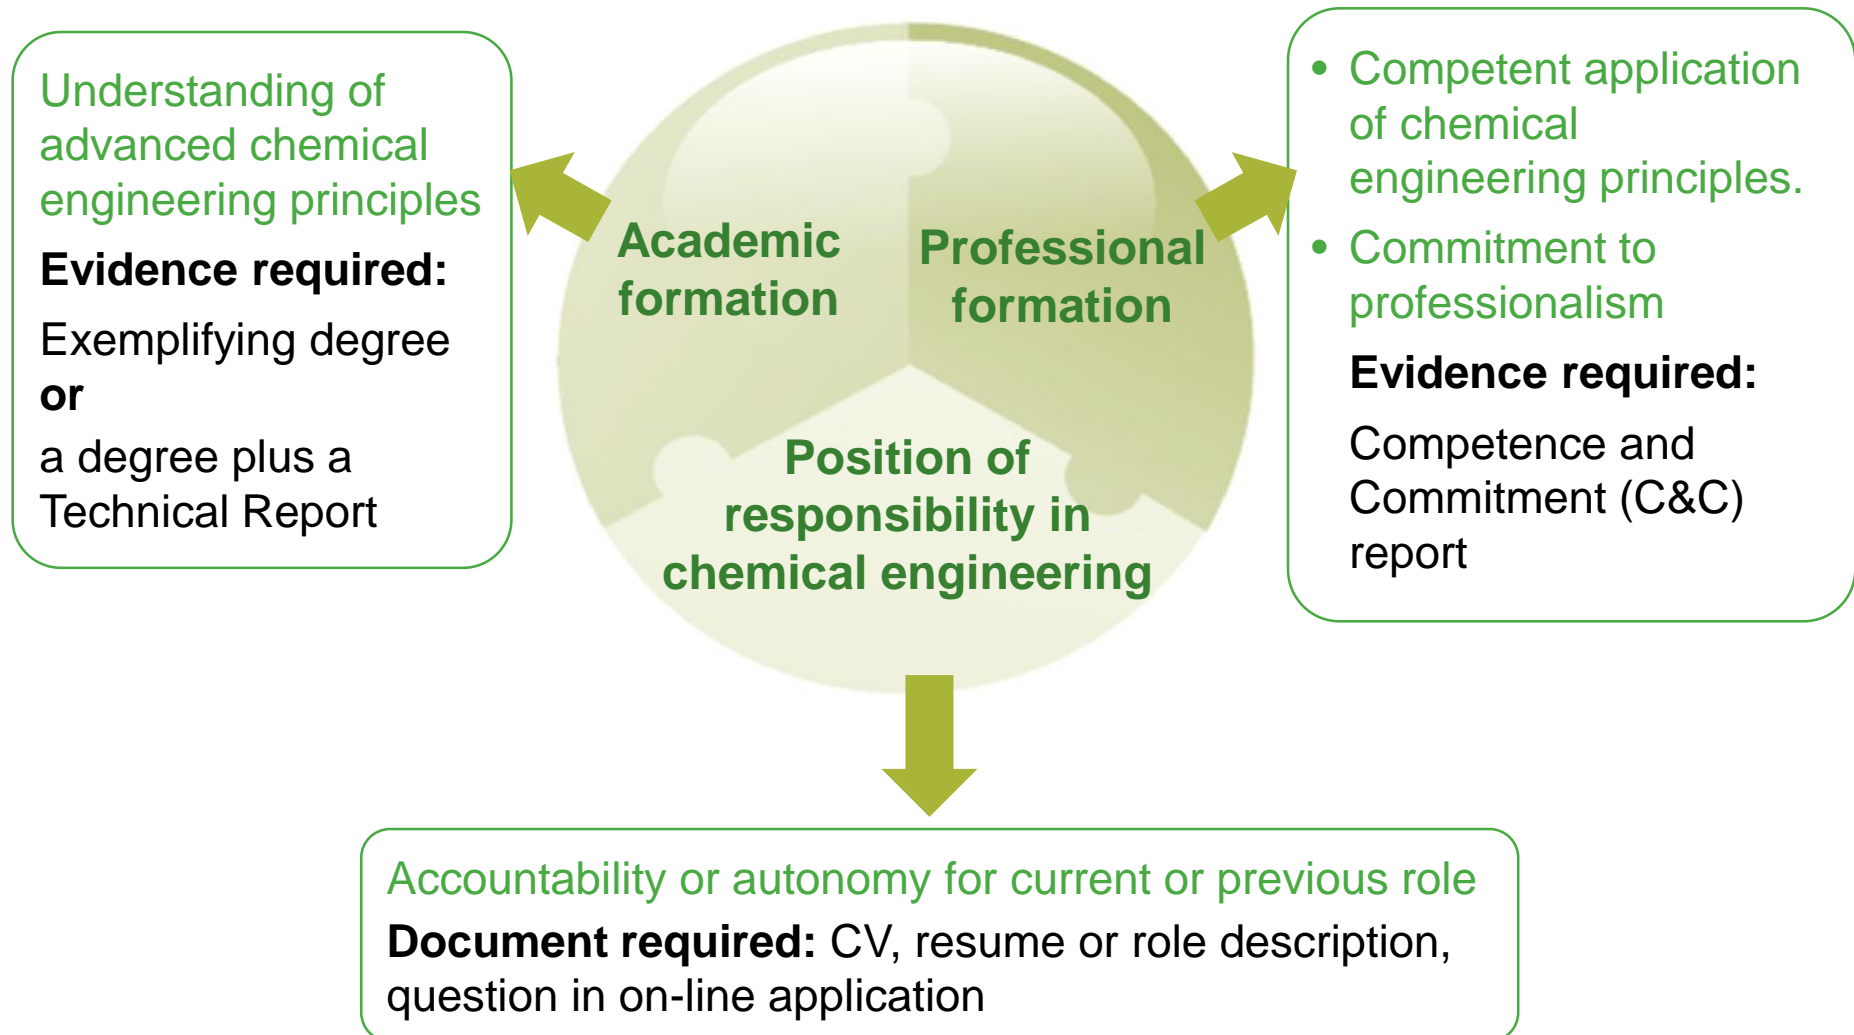 Understanding of
advanced chemical
engineering principles
Evidence required:
Exemplifying degree
or
a degree plus a
Technical Report
Academic
formation
Professional
formation
Position of
responsibility in
chemical engineering
• Competent application
of chemical
engineering principles.
• Commitment to
professionalism
Evidence required:
Competence and
Commitment (C&C)
report
Accountability or autonomy for current or previous role
Document required: CV, resume or role description,
question in on-line application